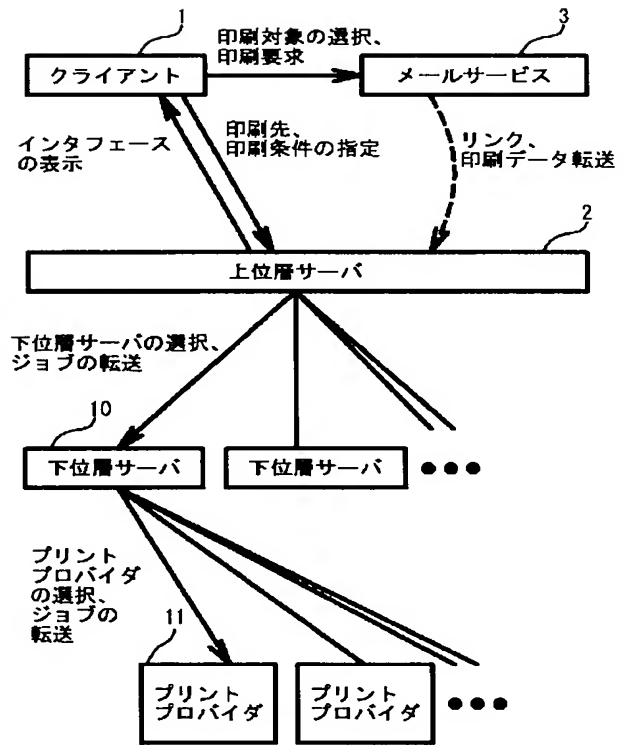 1
印刷対象の選択、
印刷要求
3
クライアント
メールサービス
インタフェース
の表示
印刷先、
印刷条件の指定
リンク、
印刷データ転送
2
上位層サーバ
下位層サーバの選択、
ジョブの転送
10
下位層サーバ
下位層サーバ
プリント
プロバイダ
の選択、
ジョブの
転送
11
プリント
プロバイダ
プリント
プロバイダ